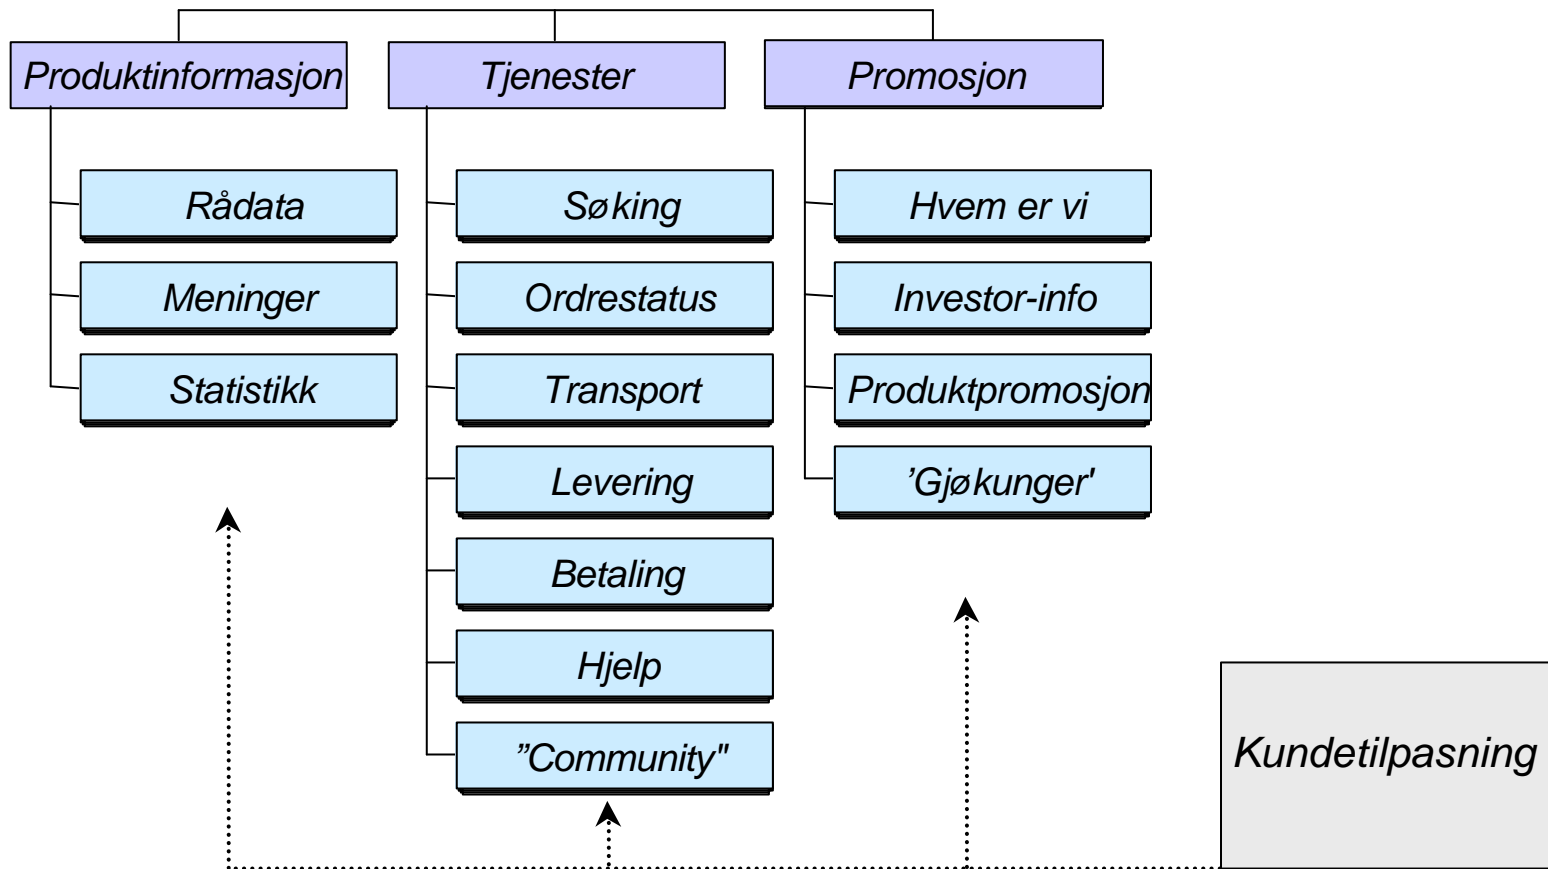 Produktinformasjon
Tjenester
Promosjon
Rådata
Meninger
Statistikk
Søking
Ordrestatus
Transport
Levering
Betaling
Hjelp
”Community"
Hvem er vi
Investor-info
Produktpromosjon
’Gjøkunger'
Kundetilpasning